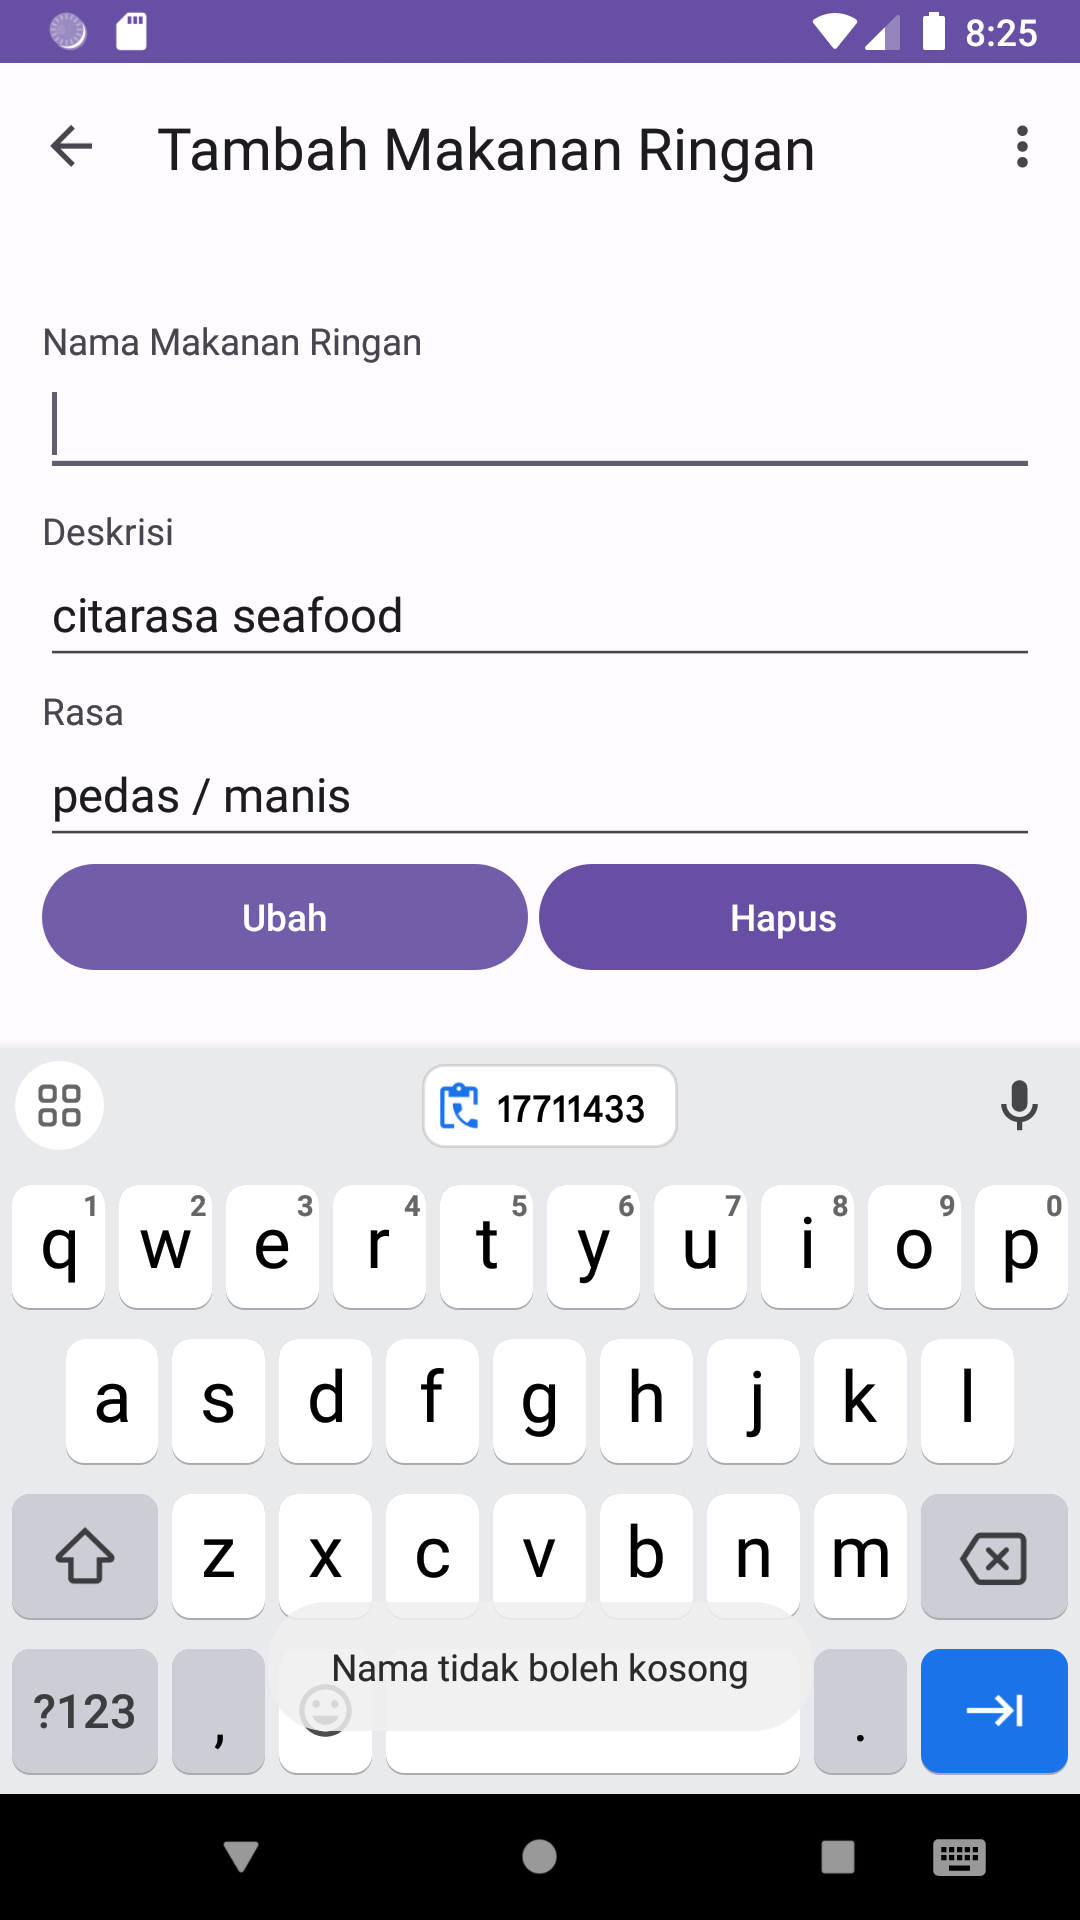 8:25
Tambah Makanan Ringan
Nama Makanan Ringan
Deskrisi
citarasa seafood
Rasa
pedas / manis
Ubah Hapus
17711433
q 1 w 2 e 3 r 4 t 5 y 6 u 7 i 8 o 9 p 0
a s d f g h j k l
z x c v b n m
Nama tidak boleh kosong
?123 , .